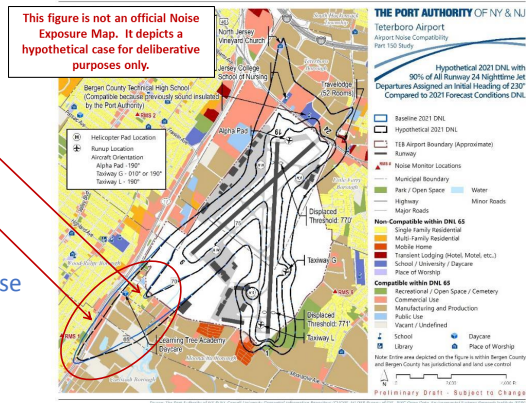 This figure is not an official Noise
Exposure Map. It depicts a
hypothetical case for deliberative
purposes only.
THE PORT AUTHORITY OF NY & NJ
Teterboro Airport
Airport Noise Compatibility
Part 150 Study
Hypothetical 2021 DNL with
90% of All Runway 24 Nighttime Jet
Departures Assigned an Initial Heading of 230°
Compared to 2021 Forecast Conditions DNL
Baseline 2021 DNL
Hypothetical 2021 DNL
TEB Airport Boundary (Approximate)
Runway
Noise Monitor Locations
Municipal Boundary
Park / Open Space
Water
Highway
Minor Roads
Major Roads
Non-Compatible within DNL 65
Single Family Residential
Multi-Family Residential
Mobile Home
Transient Lodging (Hotel, Motel, etc.,)
School / University / Daycare
Place of Worship
Compatible within DNL 65
Recreational / Open Space / Cemetery
Commercial Use
Manufacturing and Production
Public Use
Vacant / Undefined
School
Daycare
Library
Place of Worship
Note: Entire area depicted on the figure is within Bergen County
and Bergen County has jurisdictional and land use control
Preliminary Draft - Subject to Change
North Jersey
Vineyard Church
Jersey College
School of Nursing
Bergen County Technical High School
(Compatible because previously sound insulated
by the Port Authority)
Travelodge
(52 Rooms)
RMS 2
Alpha Pad
19
24
Helicopter Pad Location
Runup Location
Aircraft Orientation
Alpha Pad - 190°
Taxiway G - 010° or 190°
Taxiway L - 190°
Displaced
Threshold: 770'
Taxiway G
6
70
65
1
Displaced
Threshold: 771'
Taxiway L
Learning Tree Academy
Daycare
RMS 1
se